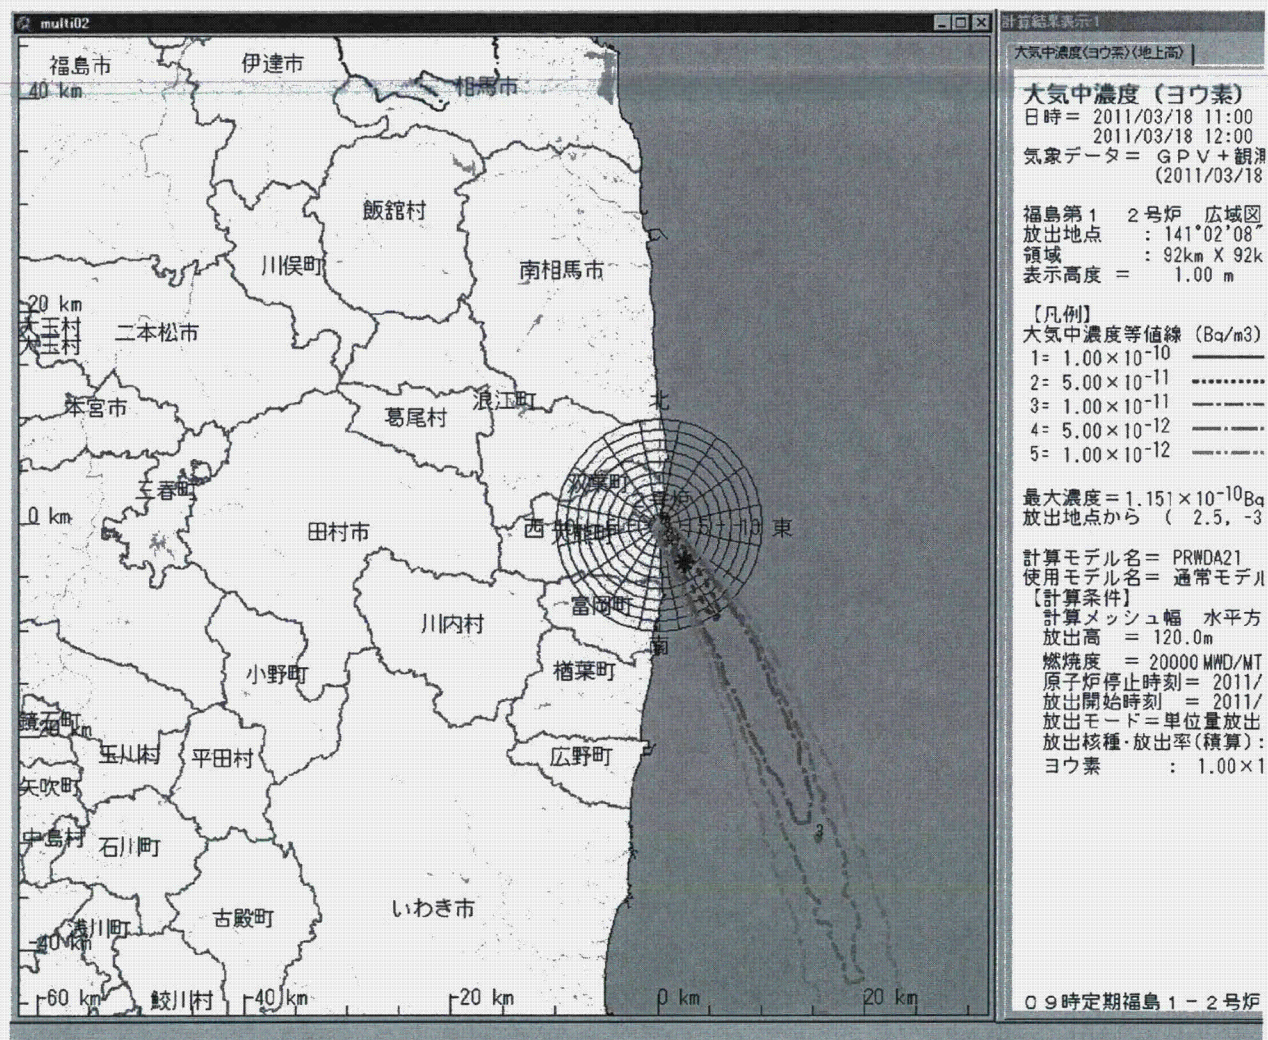 multi02
福島市
伊達市
相馬市
40 km
飯舘村
川俣町
南相馬市
20 km
大玉村
大玉村
二本松市
本宮市
浪江町
北
葛尾村
双葉町
三春町
0 km
田村市
西
東
富岡町
川内村
南
小野町
楢葉町
鏡石町
玉川村
平田村
広野町
矢吹町
3
中島村
石川町
いわき市
古殿町
浅川町
-40 km
鮫川村
-60 km
-40 km
-20 km
0 km
20 km
計算結果表示:1
大気中濃度(ヨウ素)(地上高)
大気中濃度(ヨウ素)
日時= 2011/03/18 11:00
2011/03/18 12:00
気象データ= GPV+観測
(2011/03/18
福島第1 2号炉 広域図
放出地点 : 141°02'08"
領域 : 92km X 92k
表示高度 = 1.00 m
【凡例】
大気中濃度等値線 (Bq/m3)
1= 1.00×10-10
2= 5.00×10-11
3= 1.00×10-11
4= 5.00×10-12
5= 1.00×10-12
最大濃度=1.151×10-10Bq
放出地点から ( 2.5, -3
計算モデル名= PRWDA21
使用モデル名= 通常モデル
【計算条件】
計算メッシュ幅 水平方
放出高 = 120.0m
燃焼度 = 20000MWD/MT
原子炉停止時刻= 2011/
放出開始時刻 = 2011/
放出モード=単位量放出
放出核種・放出率(積算):
ヨウ素 : 1.00×1
09時定期福島1-2号炉